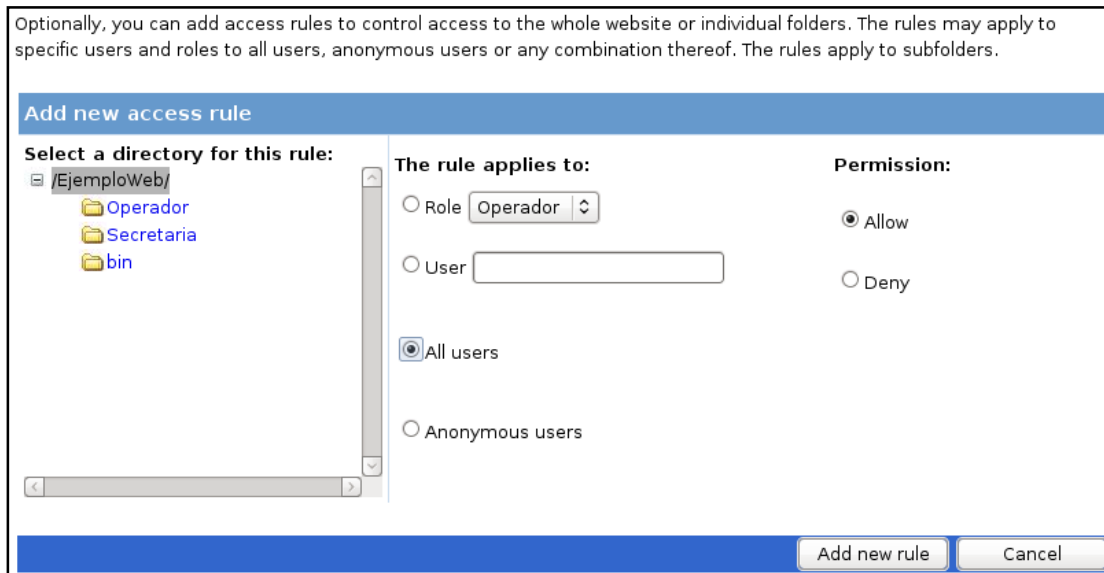 Optionally, you can add access rules to control access to the whole website or individual folders. The rules may apply to
specific users and roles to all users, anonymous users or any combination thereof. The rules apply to subfolders.
Add new access rule
Select a directory for this rule:
/EjemploWeb/
Operador
Secretaria
bin
The rule applies to:
Role Operador
User
All users
Anonymous users
Permission:
Allow
Deny
Add new rule
Cancel